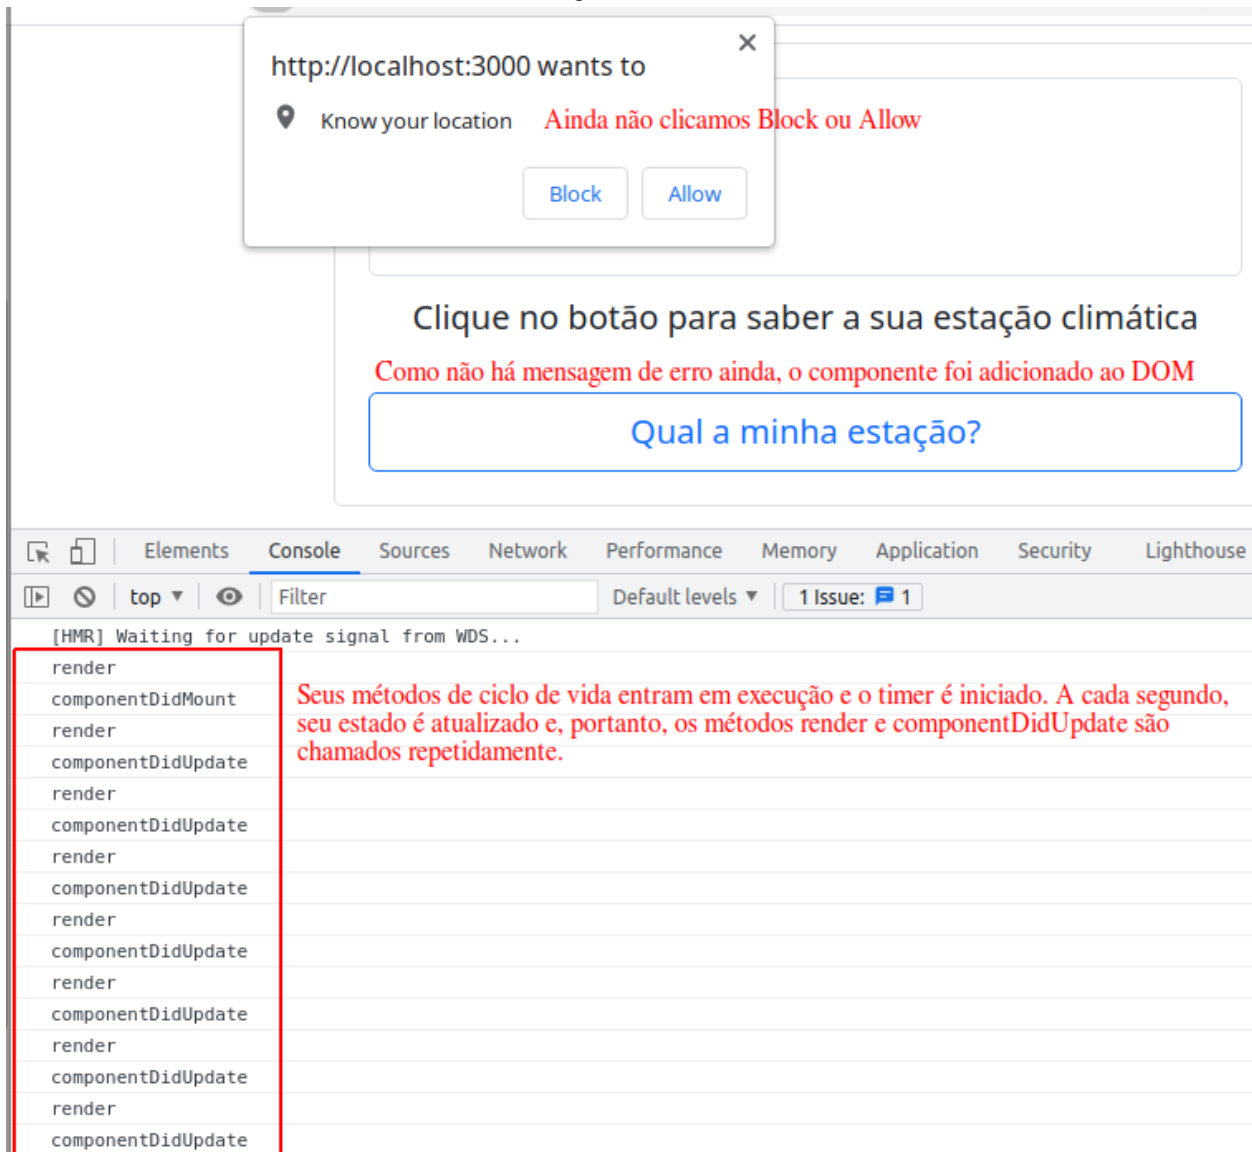 http://localhost:3000 wants to
Know your location
Ainda não clicamos Block ou Allow
Block
Allow
Clique no botão para saber a sua estação climática
Como não há mensagem de erro ainda, o componente foi adicionado ao DOM
Qual a minha estação?
Elements Console Sources Network Performance Memory Application Security Lighthouse
top Filter Default levels 1 Issue: 1
[HMR] Waiting for update signal from WDS...
render
componentDidMount
render
componentDidUpdate
Seus métodos de ciclo de vida entram em execução e o timer é iniciado. A cada segundo,
seu estado é atualizado e, portanto, os métodos render e componentDidUpdate são
chamados repetidamente.
render
componentDidUpdate
render
componentDidUpdate
render
componentDidUpdate
render
componentDidUpdate
render
componentDidUpdate
render
componentDidUpdate